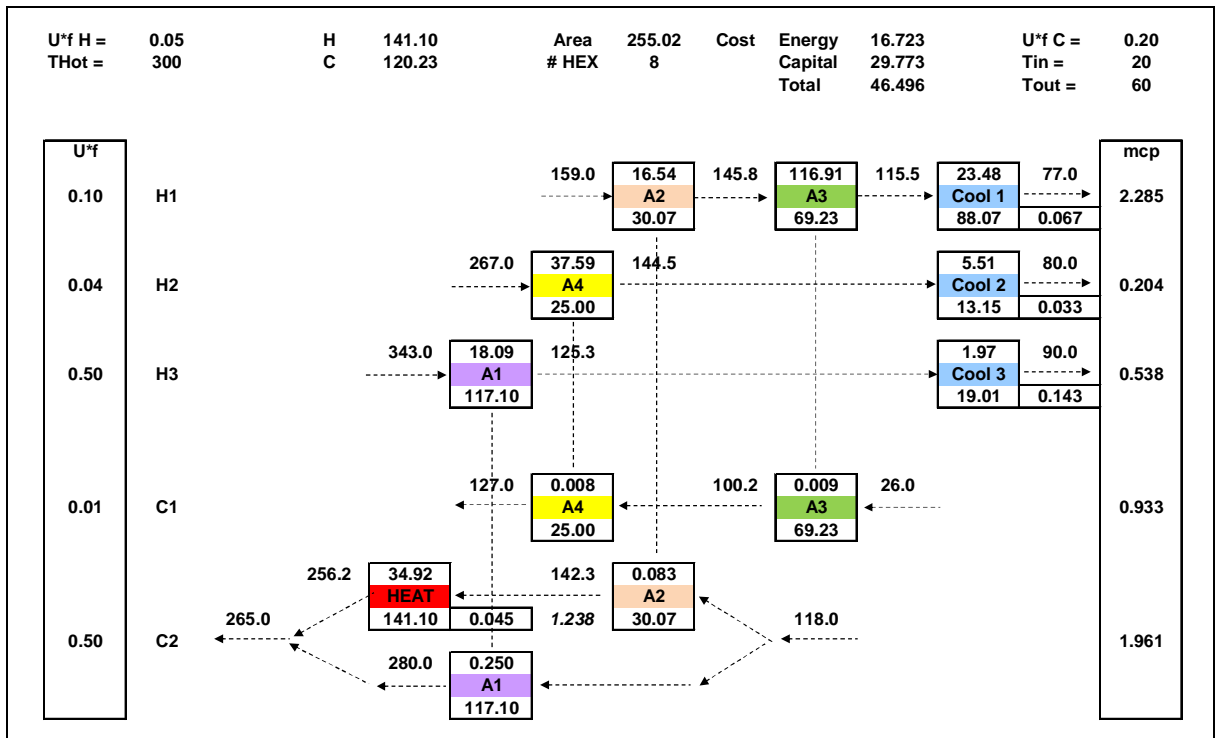 U*f H = 0.05 H 141.10 Area 255.02 Cost Energy 16.723 U*f C = 0.20
THot = 300 C 120.23 # HEX 8 Capital 29.773 Tin = 20
Total 46.496 Tout = 60
U*f mcp
159.0 16.54 145.8 116.91 115.5 23.48 77.0
0.10 H1 A2 A3 Cool 1 2.285
30.07 69.23 88.07 0.067
267.0 37.59 144.5 5.51 80.0
0.04 H2 A4 Cool 2 0.204
25.00 13.15 0.033
343.0 18.09 125.3 1.97 90.0
0.50 H3 A1 Cool 3 0.538
117.10 19.01 0.143
127.0 0.008 100.2 0.009 26.0
0.01 C1 A4 A3 0.933
25.00 69.23
256.2 34.92 142.3 0.083
HEAT A2
265.0 141.10 0.045 1.238 30.07 118.0
0.50 C2 1.961
280.0 0.250
A1
117.10